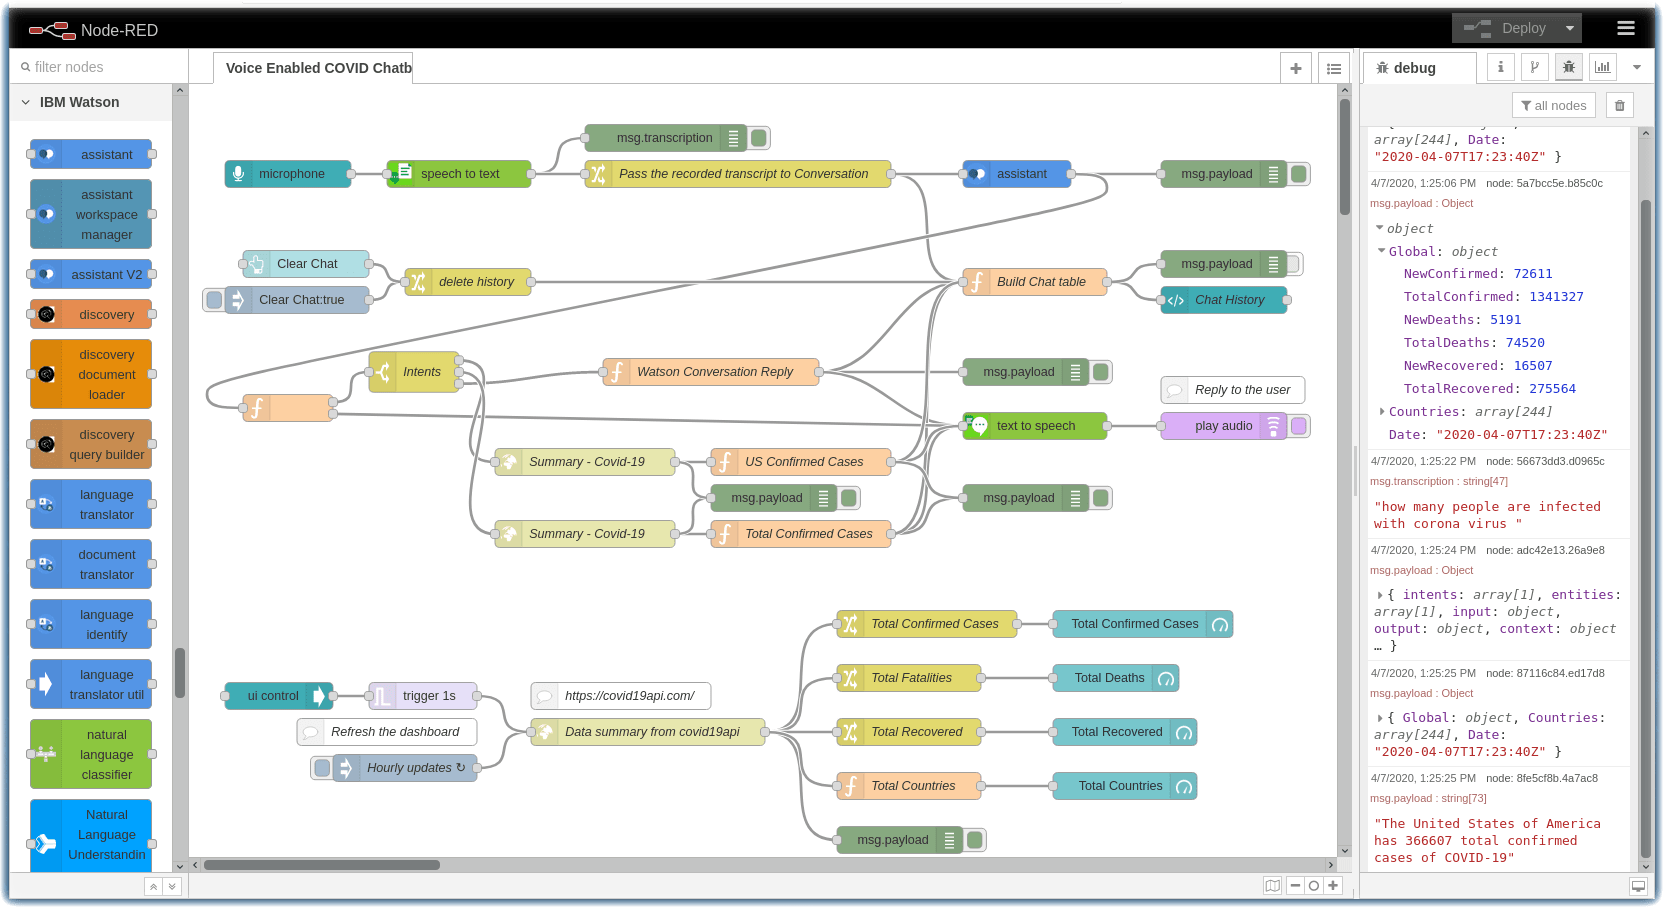 Node-RED
Deploy
filter nodes
Voice Enabled COVID Chatb
debug
all nodes
IBM Watson
assistant
assistant
workspace
manager
assistant V2
discovery
discovery
document
loader
discovery
query builder
language
translator
document
translator
language
identify
language
translator util
natural
language
classifier
Natural
Language
Understandin
msg.transcription
microphone
speech to text
Pass the recorded transcript to Conversation
assistant
msg.payload
Clear Chat
msg.payload
delete history
Build Chat table
Clear Chat:true
Chat History
Intents
Watson Conversation Reply
msg.payload
Reply to the user
text to speech
play audio
Summary - Covid-19
US Confirmed Cases
msg.payload
msg.payload
Summary - Covid-19
Total Confirmed Cases
Total Confirmed Cases
Total Confirmed Cases
Total Fatalities
Total Deaths
ui control
trigger 1s
https://covid19api.com/
Refresh the dashboard
Data summary from covid19api
Total Recovered
Total Recovered
Hourly updates ↻
Total Countries
Total Countries
msg.payload
array[244], Date:
"2020-04-07T17:23:40Z" }
4/7/2020, 1:25:06 PM node: 5a7bcc5e.b85c0c
msg.payload : Object
object
Global: object
NewConfirmed: 72611
TotalConfirmed: 1341327
NewDeaths: 5191
TotalDeaths: 74520
NewRecovered: 16507
TotalRecovered: 275564
Countries: array[244]
Date: "2020-04-07T17:23:40Z"
4/7/2020, 1:25:22 PM node: 56673dd3.d0965c
msg.transcription : string[47]
"how many people are infected
with corona virus "
4/7/2020, 1:25:24 PM node: adc42e13.26a9e8
msg.payload : Object
{ intents: array[1], entities:
array[1], input: object,
output: object, context: object
… }
4/7/2020, 1:25:25 PM node: 87116c84.ed17d8
msg.payload : Object
{ Global: object, Countries:
array[244], Date:
"2020-04-07T17:23:40Z" }
4/7/2020, 1:25:25 PM node: 8fe5cf8b.4a7ac8
msg.payload : string[73]
"The United States of America
has 366607 total confirmed
cases of COVID-19"